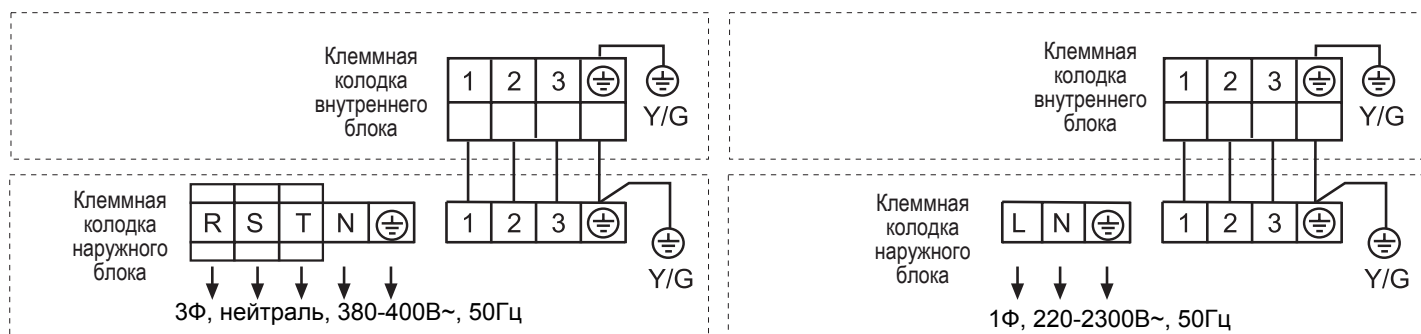 Клеммная
колодка
внутреннего
блока
1 2 3
Y/G
Клеммная
колодка
наружного
блока
R S T N
1 2 3
Y/G
3Ф, нейтраль, 380-400В~, 50Гц
Клеммная
колодка
внутреннего
блока
1 2 3
Y/G
Клеммная
колодка
наружного
блока
L N
1 2 3
Y/G
1Ф, 220-2300В~, 50Гц